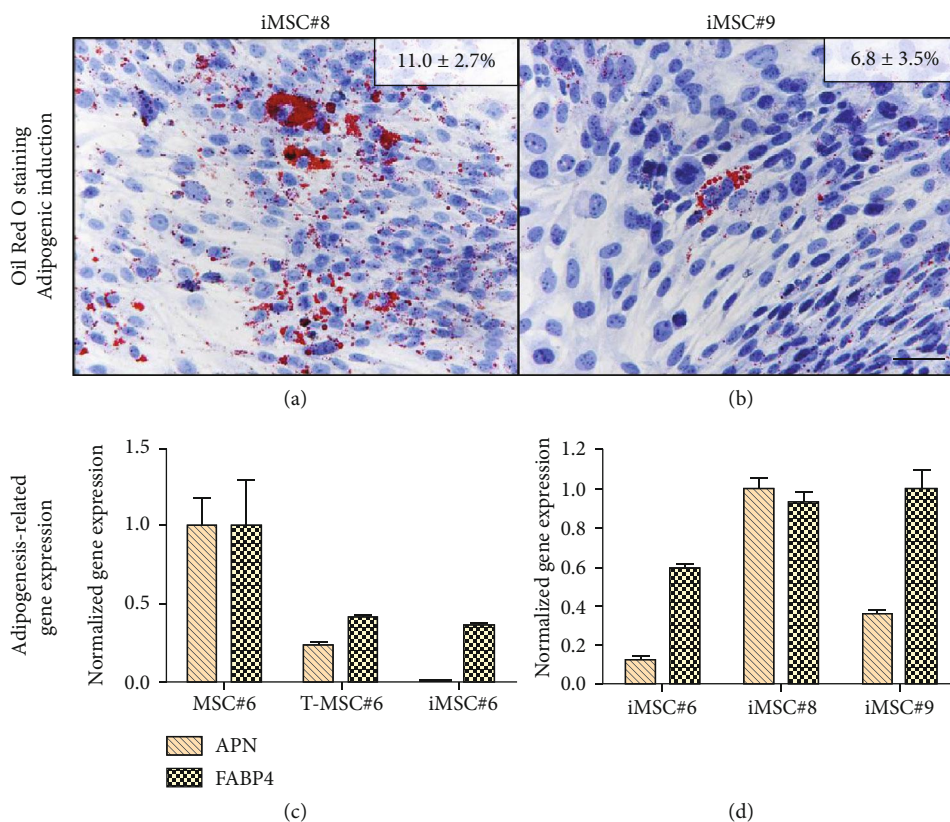 iMSC#8
iMSC#9
11.0 ± 2.7%
6.8 ± 3.5%
Oil Red O staining
Adipogenic induction
(a)
(b)
Adipogenesis-related
gene expression
Normalized gene expression
1.5
1.0
0.5
0.0
MSC#6
T-MSC#6
iMSC#6
APN
FABP4
(c)
Normalized gene expression
1.2
1.0
0.8
0.6
0.4
0.2
0.0
iMSC#6
iMSC#8
iMSC#9
(d)